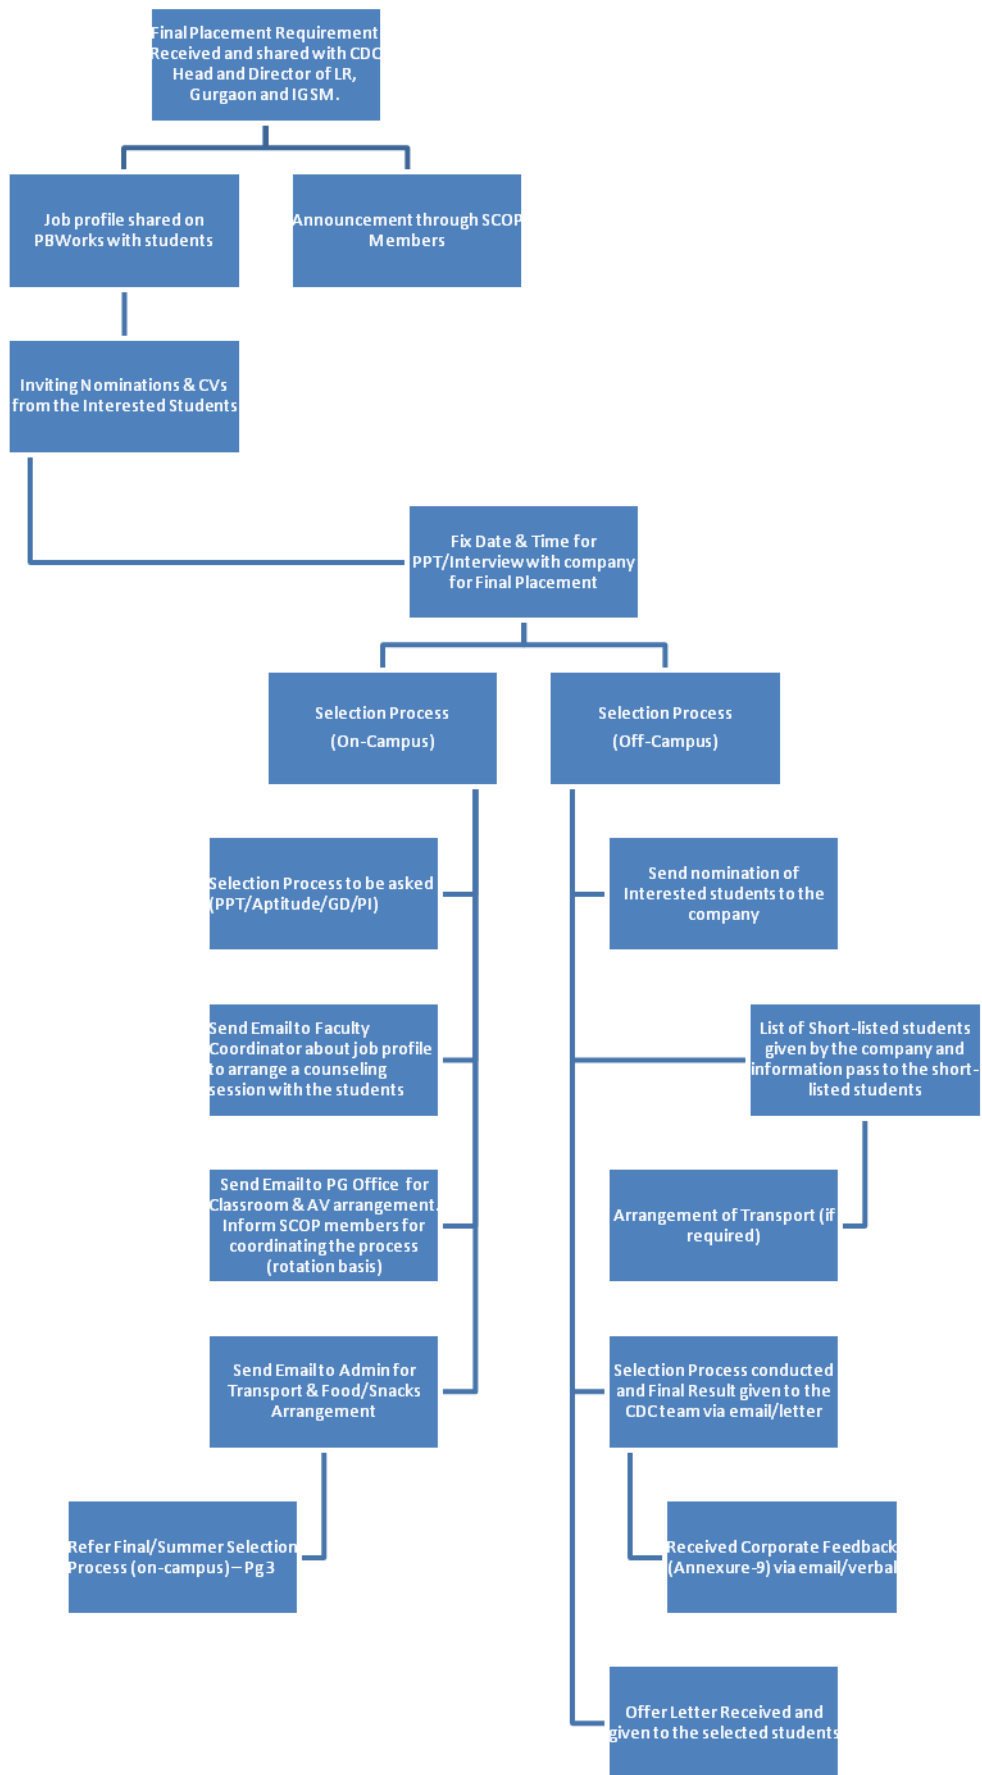 Final Placement Requirement
Received and shared with CDC
Head and Director of LR,
Gurgaon and IGSM.
Job profile shared on
PBWorks with students
Announcement through SCOP
Members
Inviting Nominations & CVs
from the Interested Students
Fix Date & Time for
PPT/Interview with company
for Final Placement
Selection Process
(On-Campus)
Selection Process
(Off-Campus)
Selection Process to be asked
(PPT/Aptitude/GD/PI)
Send nomination of
Interested students to the
company
Send Email to Faculty
Coordinator about job profile
to arrange a counseling
session with the students
List of Short-listed students
given by the company and
information pass to the short-
listed students
Send Email to PG Office for
Classroom & AV arrangement.
Inform SCOP members for
coordinating the process
(rotation basis)
Arrangement of Transport (if
required)
Send Email to Admin for
Transport & Food/Snacks
Arrangement
Selection Process conducted
and Final Result given to the
CDC team via email/letter
Refer Final/Summer Selection
Process (on-campus) – Pg 3
Received Corporate Feedback
(Annexure-9) via email/verbal
Offer Letter Received and
given to the selected students